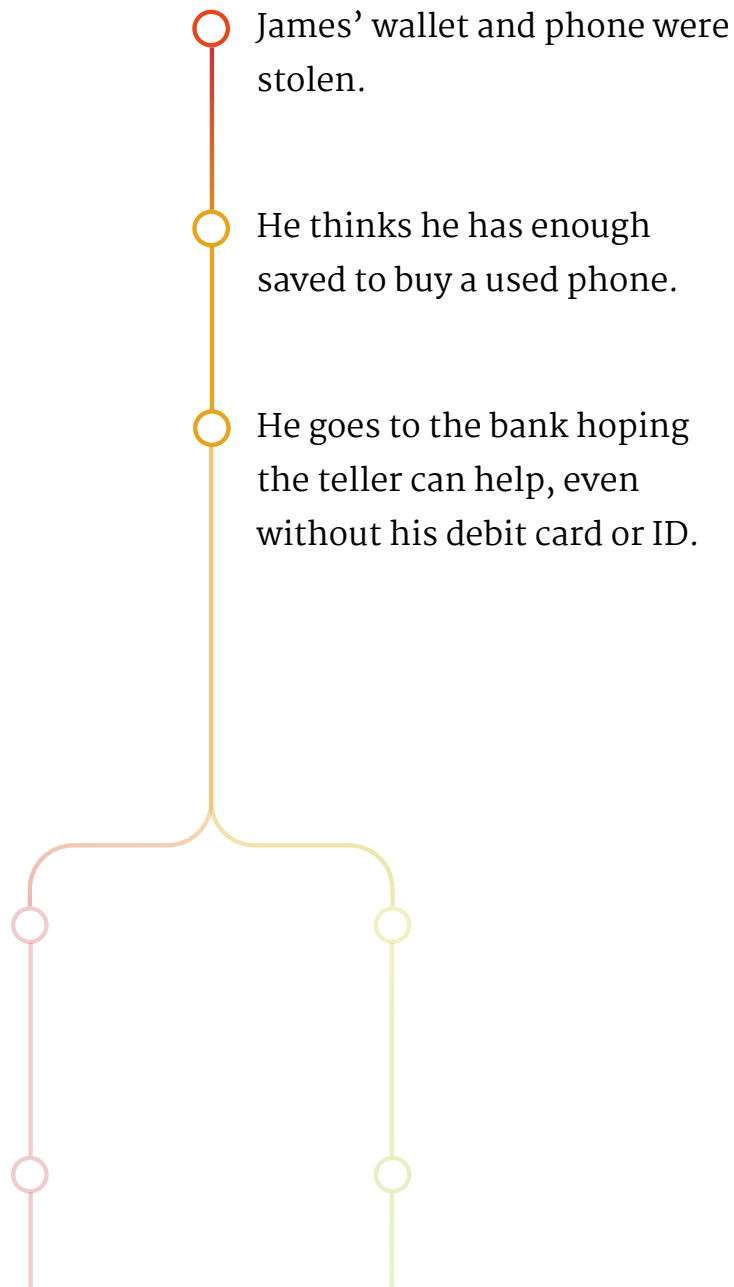 James’ wallet and phone were
stolen.
He thinks he has enough
saved to buy a used phone.
He goes to the bank hoping
the teller can help, even
without his debit card or ID.